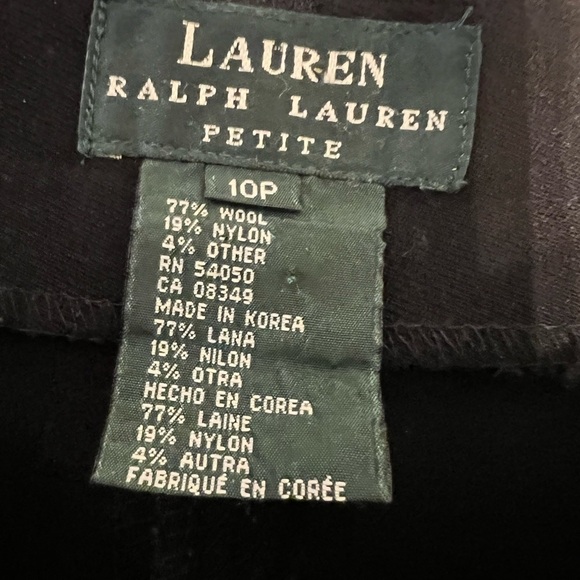 LAUREN
RALPH LAUREN
PETITE
10P
77% WOOL
19% NYLON
4% OTHER
RN 54050
CA 08349
MADE IN KOREA
77% LANA
19% NILON
4% OTRA
HECHO EN COREA
77% LAINE
19% NYLON
4% AUTRA
FABRIQUÉ EN CORÉE